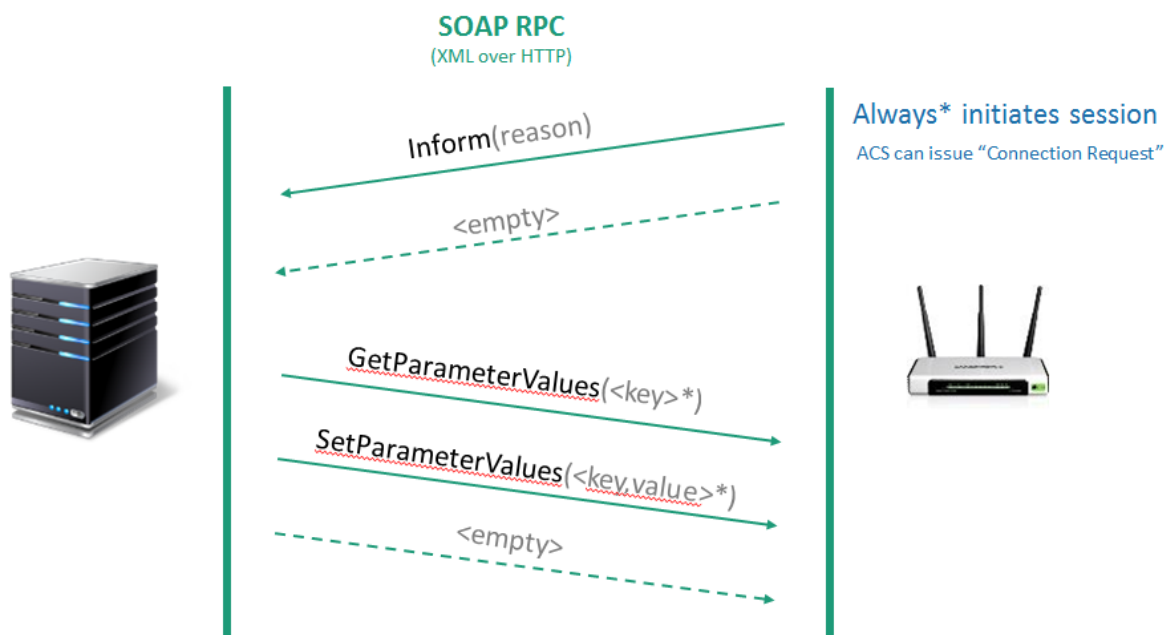 SOAP RPC
(XML over HTTP)
Always* initiates session
ACS can issue “Connection Request”
Inform(reason)
<empty>
GetParameterValues(<key>*)
SetParameterValues(<key,value>*)
<empty>